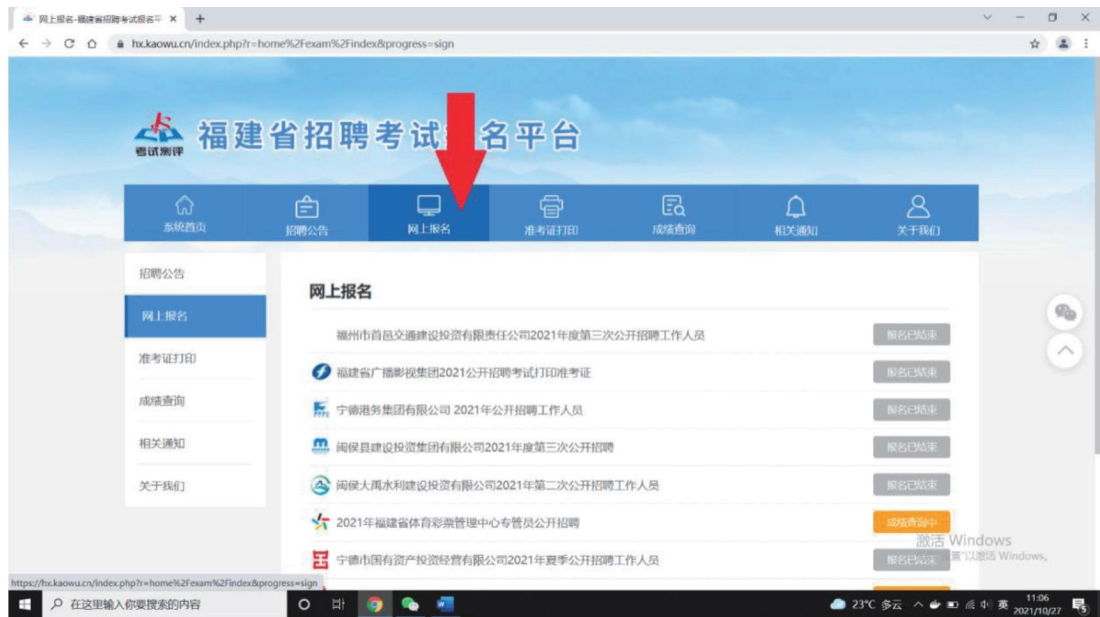 网上报名-福建省招聘考试报名平
hx.kaowu.cn/index.php?r=home%2Fexam%2Findex&progress=sign
考试测评
福建省招聘考试 名平台
系统首页
招聘公告
网上报名
准考证打印
成绩查询
相关通知
关于我们
招聘公告
网上报名
准考证打印
成绩查询
相关通知
关于我们
网上报名
福州市首邑交通建设投资有限责任公司2021年度第三次公开招聘工作人员
报名已结束
福建省广播影视集团2021公开招聘考试打印准考证
报名已结束
宁德港务集团有限公司 2021年公开招聘工作人员
报名已结束
闽侯县建设投资集团有限公司2021年度第三次公开招聘
报名已结束
闽侯大禹水利建设投资有限公司2021年第二次公开招聘工作人员
报名已结束
2021年福建省体育彩票管理中心专管员公开招聘
成绩查询中
宁德市国有资产投资经营有限公司2021年夏季公开招聘工作人员
报名已结束
激活 Windows
置"以激活 Windows。
https://hx.kaowu.cn/index.php?r=home%2Fexam%2Findex&progress=sign
在这里输入你要搜索的内容
23°C 多云
英
11:06
2021/10/27